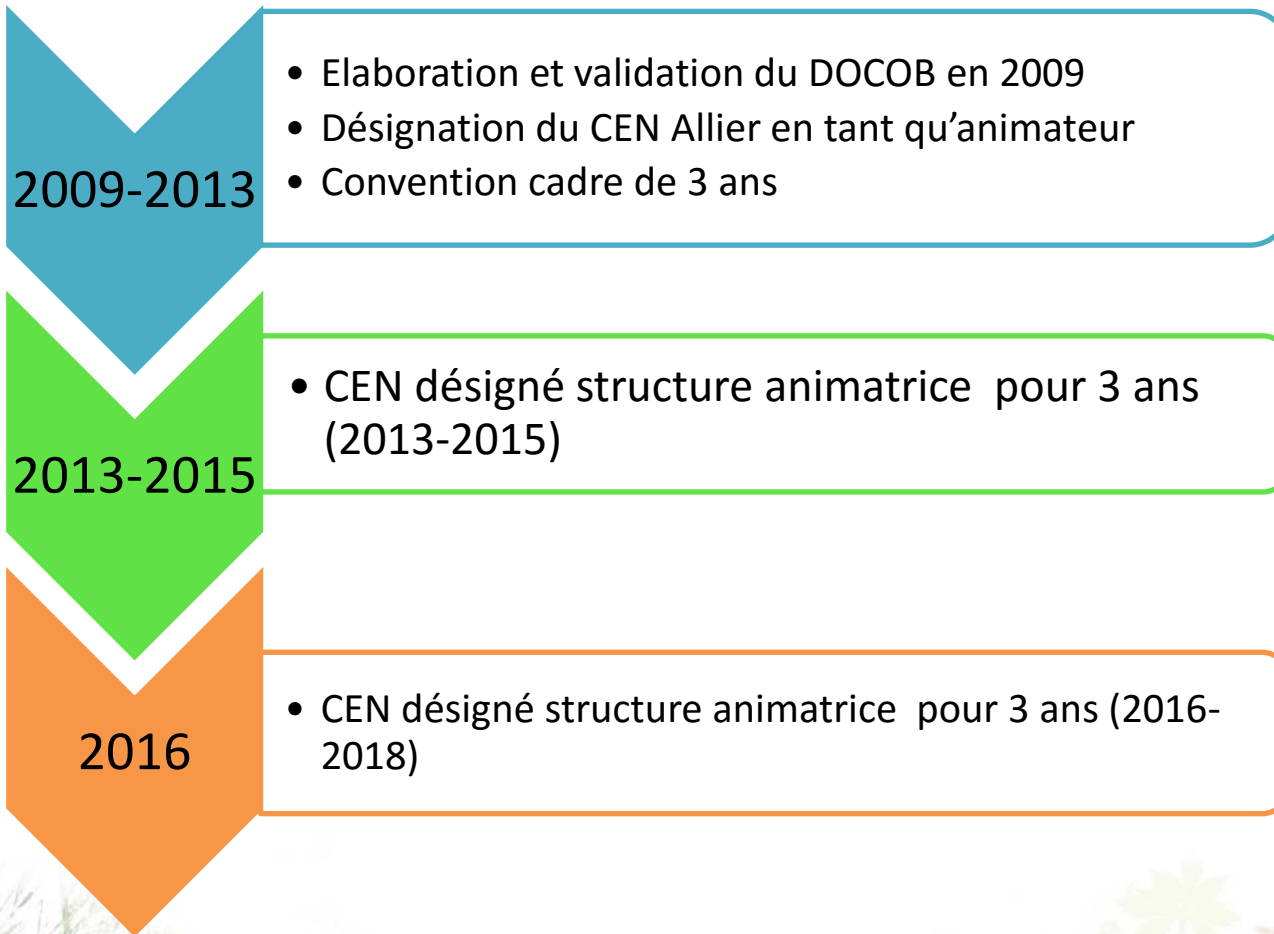 2009-2013
• Elaboration et validation du DOCOB en 2009
• Désignation du CEN Allier en tant qu’animateur
• Convention cadre de 3 ans
2013-2015
• CEN désigné structure animatrice  pour 3 ans
(2013-2015)
2016
• CEN désigné structure animatrice  pour 3 ans (2016-
2018)